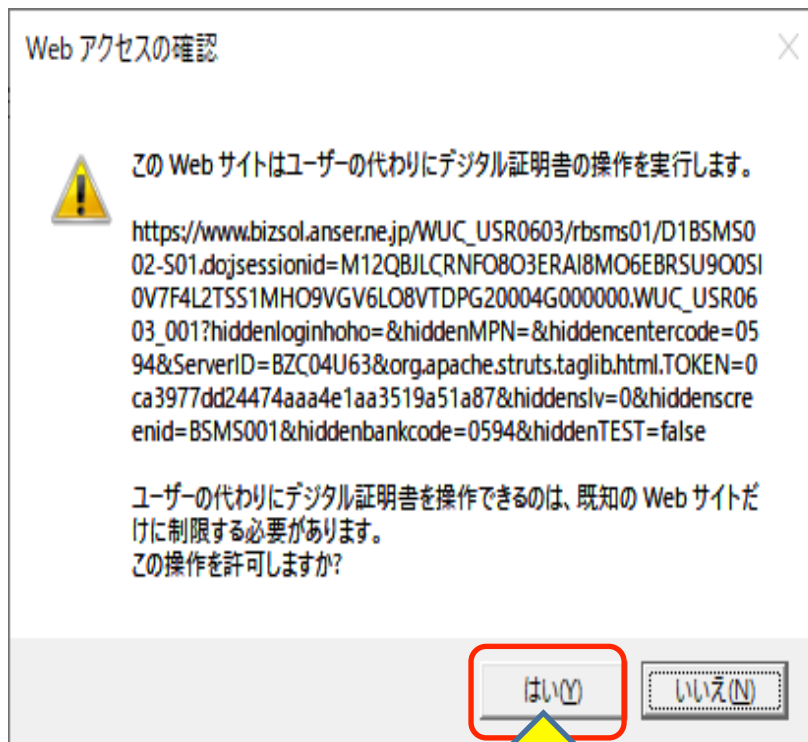 Web アクセスの確認
この Web サイトはユーザーの代わりにデジタル証明書の操作を実行します。
https://www.bizsol.anser.ne.jp/WUC_USR0603/rbsms01/D1BSMS0
02-S01.do;jsessionid=M12QBJLCRNFO8O3ERAI8MO6EBRSU9O0SI
0V7F4L2TSS1MHO9VGV6LO8VTDPG20004G000000.WUC_USR06
03_001?hiddenloginhoho=&hiddenMPN=&hiddencentercode=05
94&ServerID=BZC04U63&org.apache.struts.taglib.html.TOKEN=0
ca3977dd24474aaa4e1aa3519a51a87&hiddenslv=0&hiddenscre
enid=BSMS001&hiddenbankcode=0594&hiddenTEST=false
ユーザーの代わりにデジタル証明書を操作できるのは、既知の Web サイトだ
けに制限する必要があります。
この操作を許可しますか?
はい(Y)
いいえ(N)